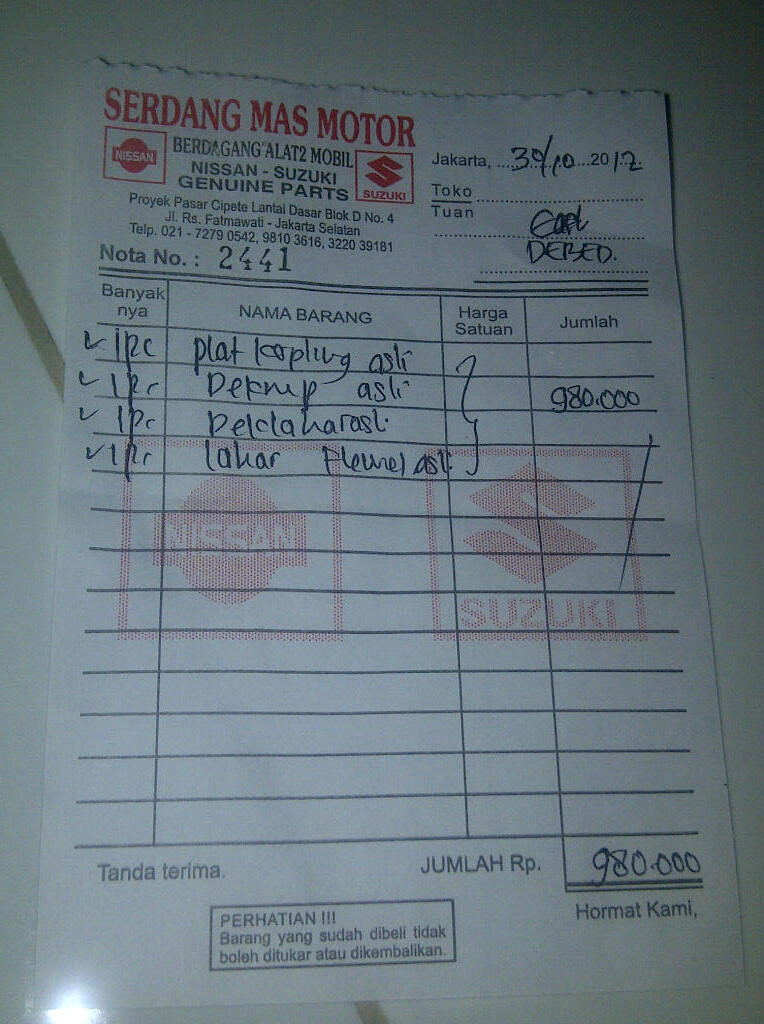 SERDANG MAS MOTOR
NISSAN
BERDAGANG ALAT2 MOBIL
NISSAN - SUZUKI
GENUINE PARTS
SUZUKI
Proyek Pasar Cipete Lantai Dasar Blok D No. 4
Jl. Rs. Fatmawati - Jakarta Selatan
Telp. 021 - 7279 0542, 9810 3616, 3220 39181
Nota No. : 2441
Jakarta, 30/10 2012
Toko
Tuan
DEBED.
Banyak nya NAMA BARANG Harga Satuan Jumlah
1pc plat kopling asli
1pc Dekrup asli 980.000
1pc asli
1pc lahar asli
NISSAN
SUZUKI
Tanda terima. JUMLAH Rp. 980.000
Hormat Kami,
PERHATIAN !!!
Barang yang sudah dibeli tidak
boleh ditukar atau dikembalikan.